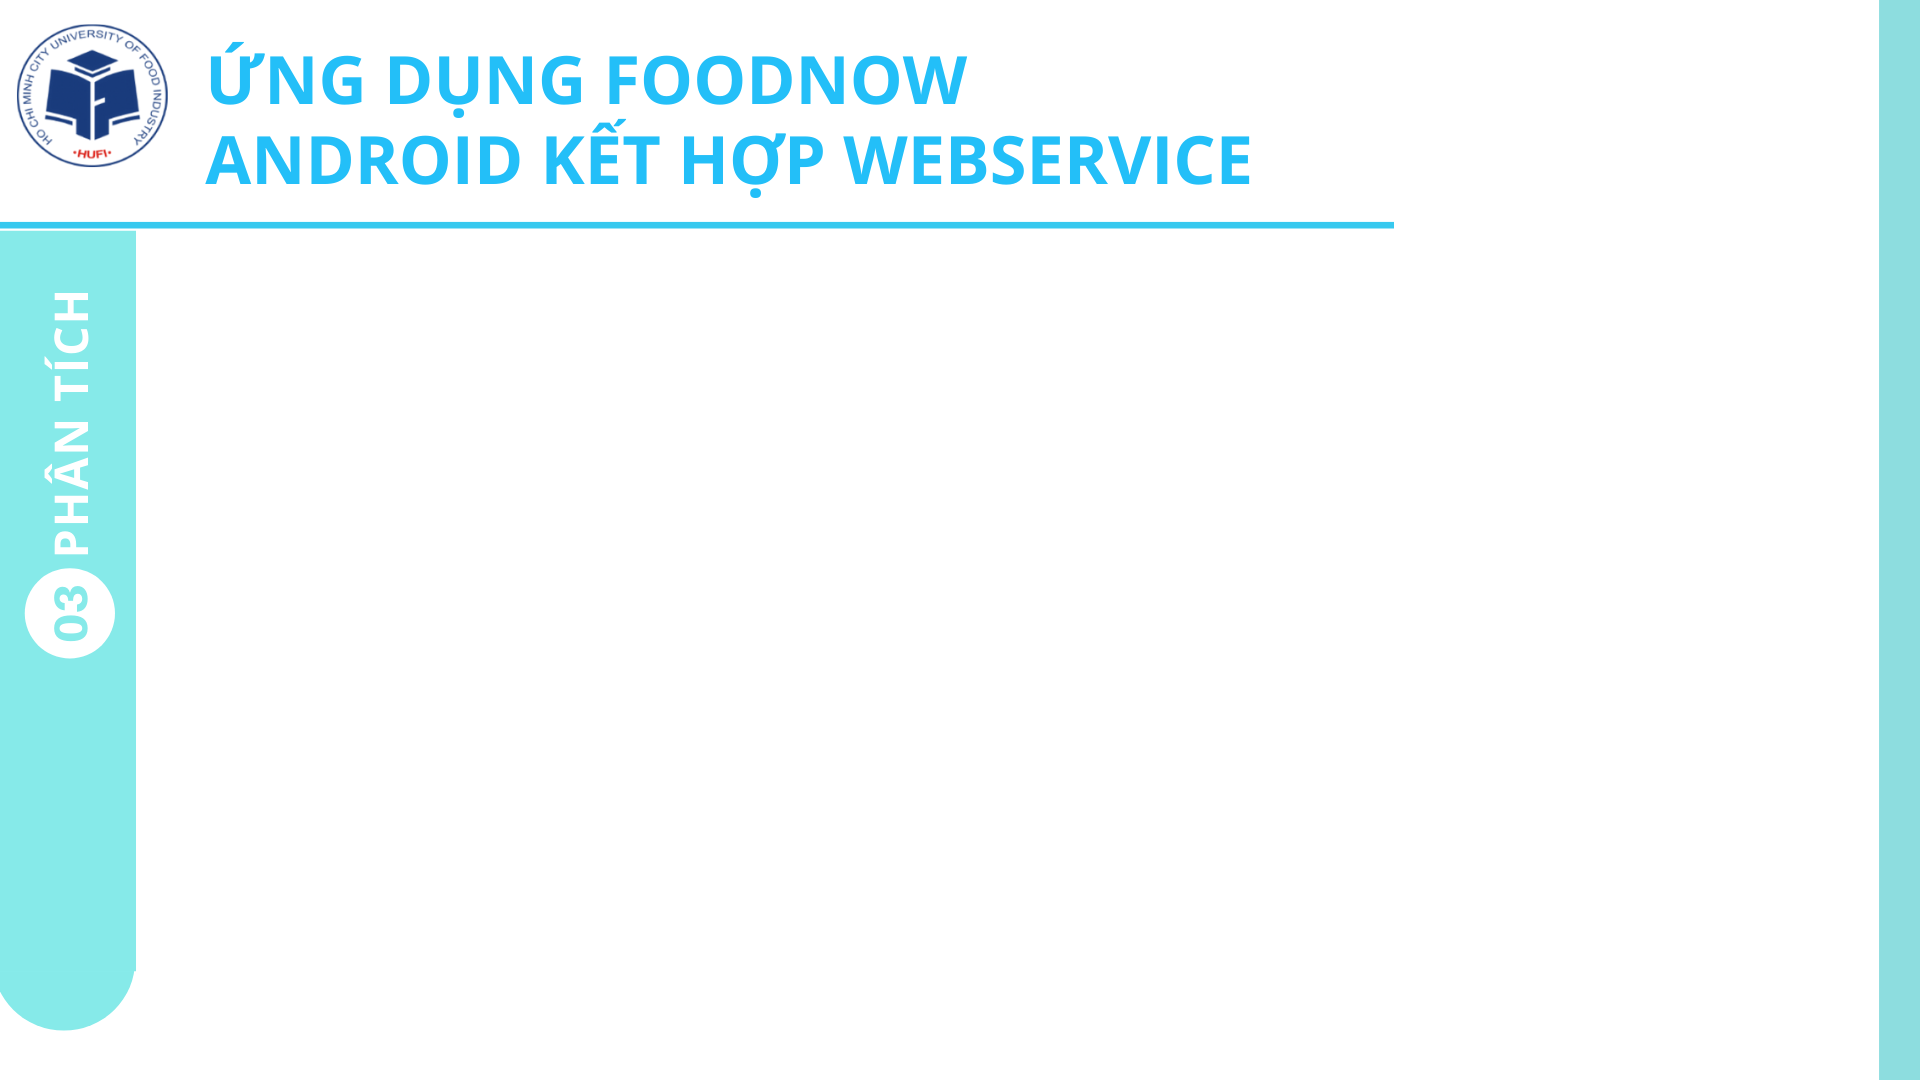 HO CHI MINH CITY UNIVERSITY OF FOOD INDUSTRY
•HUFI•
ỨNG DỤNG FOODNOW
ANDROID KẾT HỢP WEBSERVICE
03 PHÂN TÍCH